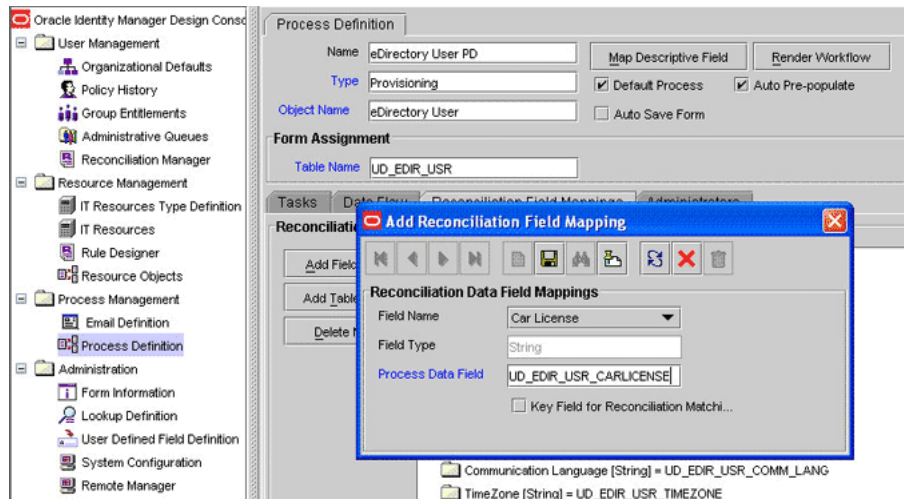 Oracle Identity Manager Design Conso
User Management
Organizational Defaults
Policy History
Group Entitlements
Administrative Queues
Reconciliation Manager
Resource Management
IT Resources Type Definition
IT Resources
Rule Designer
Resource Objects
Process Management
Email Definition
Process Definition
Administration
Form Information
Lookup Definition
User Defined Field Definition
System Configuration
Remote Manager
Process Definition
Name eDirectory User PD
Map Descriptive Field
Render Workflow
Type Provisioning
Default Process
Auto Pre-populate
Object Name eDirectory User
Auto Save Form
Form Assignment
Table Name UD_EDIR_USR
Tasks
Data Flow
Reconciliation Field Mappings
Administrators
Reconciliati
Add Field
Add Table
Delete M
Add Reconciliation Field Mapping
Reconciliation Data Field Mappings
Field Name Car License
Field Type String
Process Data Field UD_EDIR_USR_CARLICENSE
Key Field for Reconciliation Matchi...
Communication Language [String] = UD_EDIR_USR_COMM_LANG
TimeZone [String] = UD_EDIR_USR_TIMEZONE